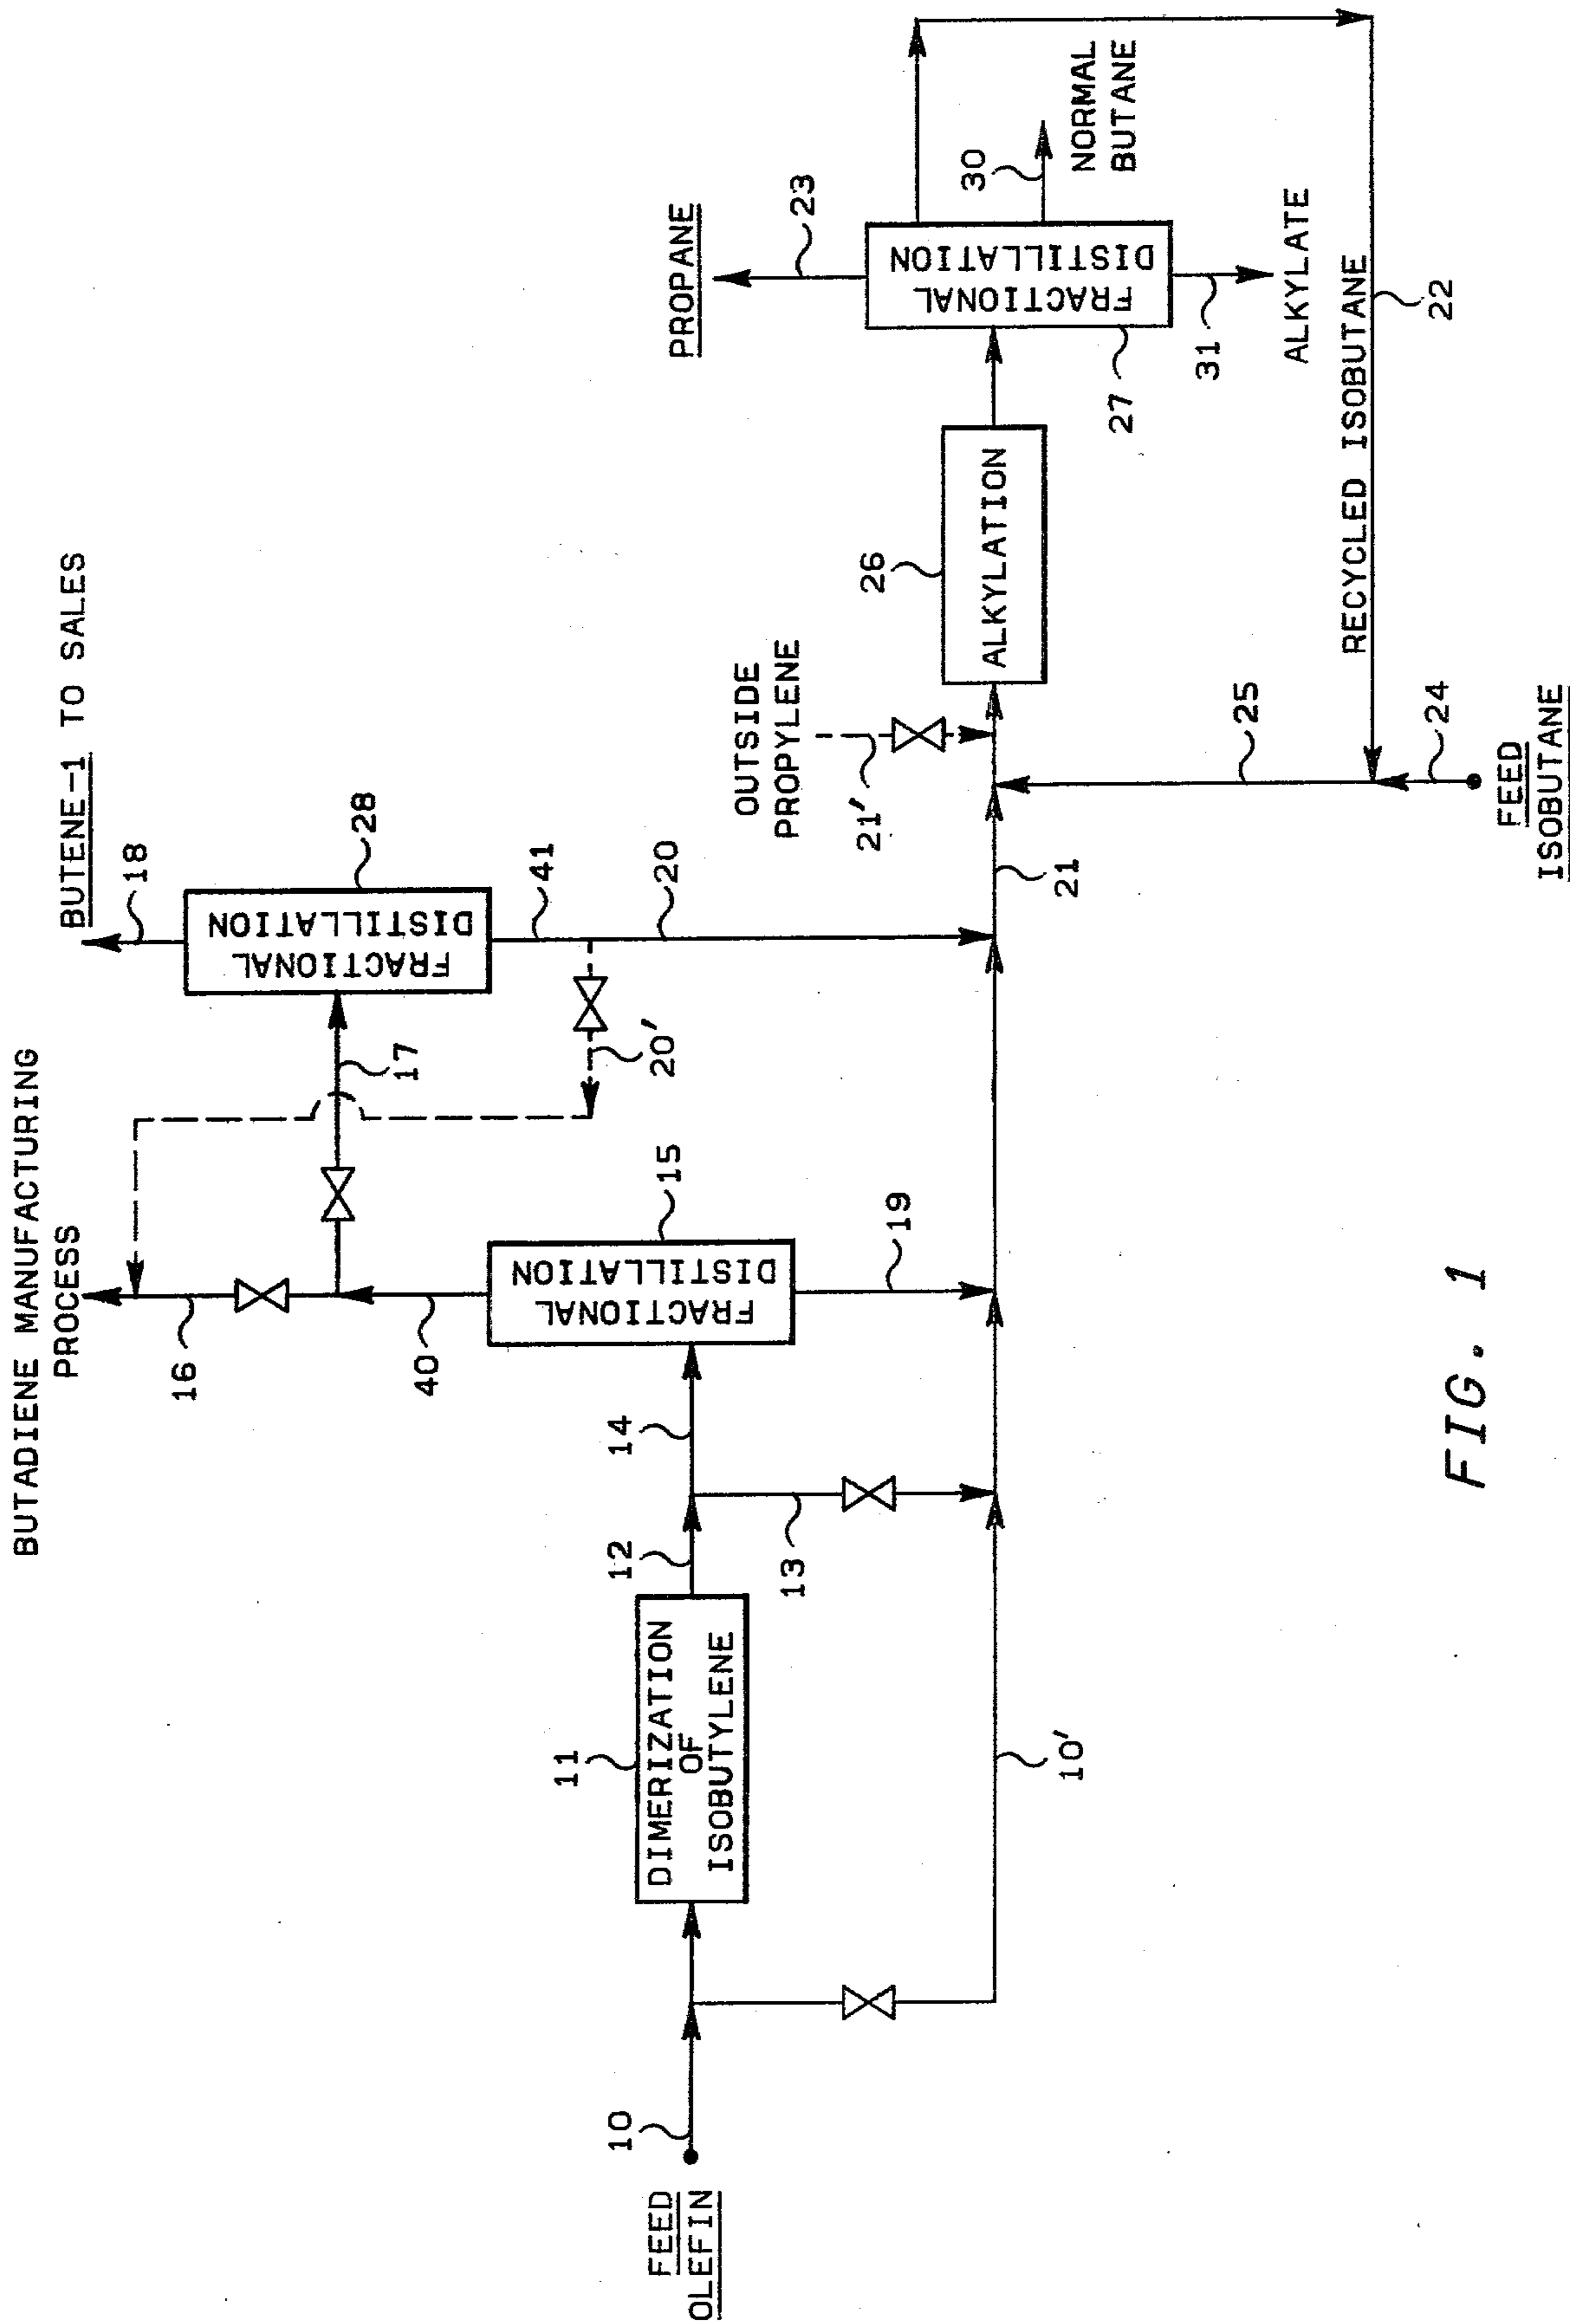 BUTADIENE MANUFACTURING
PROCESS
BUTENE-1 TO SALES
16
18
17
28
FRACTIONAL
DISTILLATION
40
41
20'
20
FEED
OLEFIN
10
11
DIMERIZATION
OF
ISOBUTYLENE
12
13
14
15
FRACTIONAL
DISTILLATION
19
10'
21
OUTSIDE
PROPYLENE
21'
26
ALKYLATION
PROPANE
23
FRACTIONAL
DISTILLATION
27
30
NORMAL
BUTANE
31
ALKYLATE
RECYCLED ISOBUTANE
22
25
24
FEED
ISOBUTANE
FIG. 1